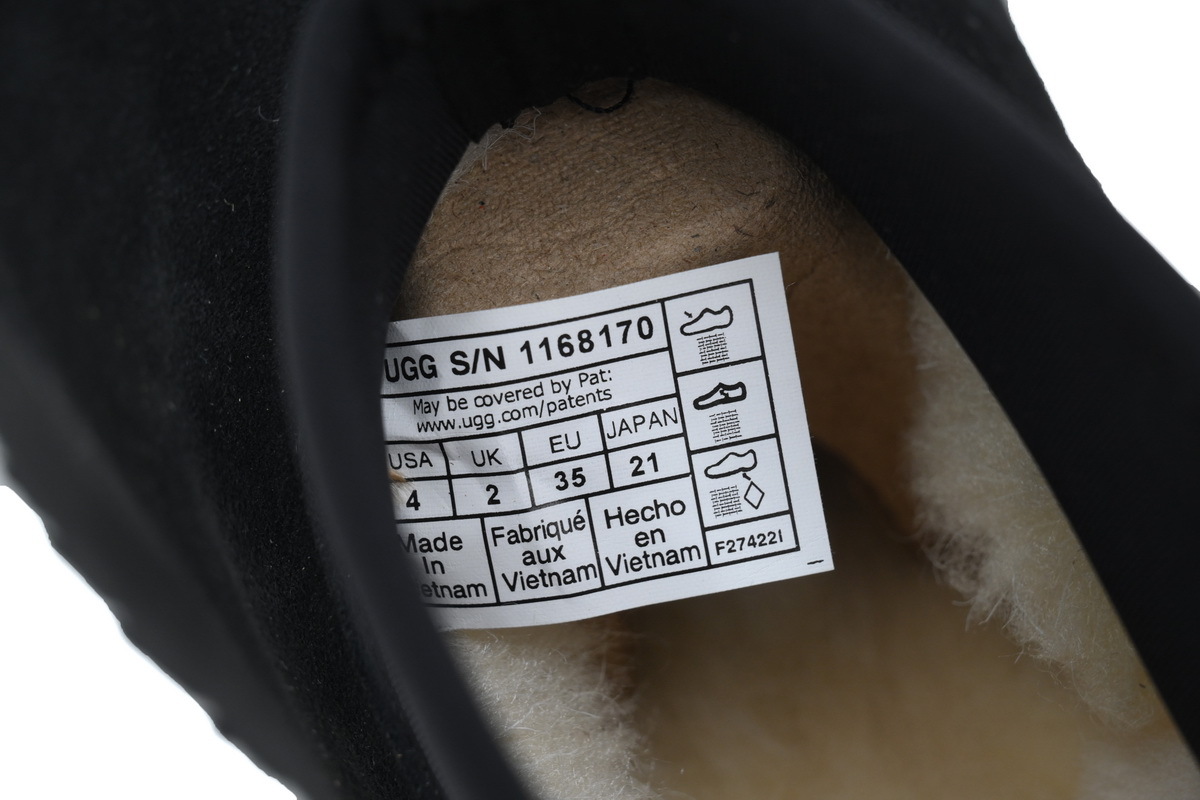 UGG S/N 1168170
May be covered by Pat:
www.ugg.com/patents
USA UK EU JAPAN
4 2 35 21
Made In
Fabriqué aux Vietnam
Hecho en Vietnam
F27422I